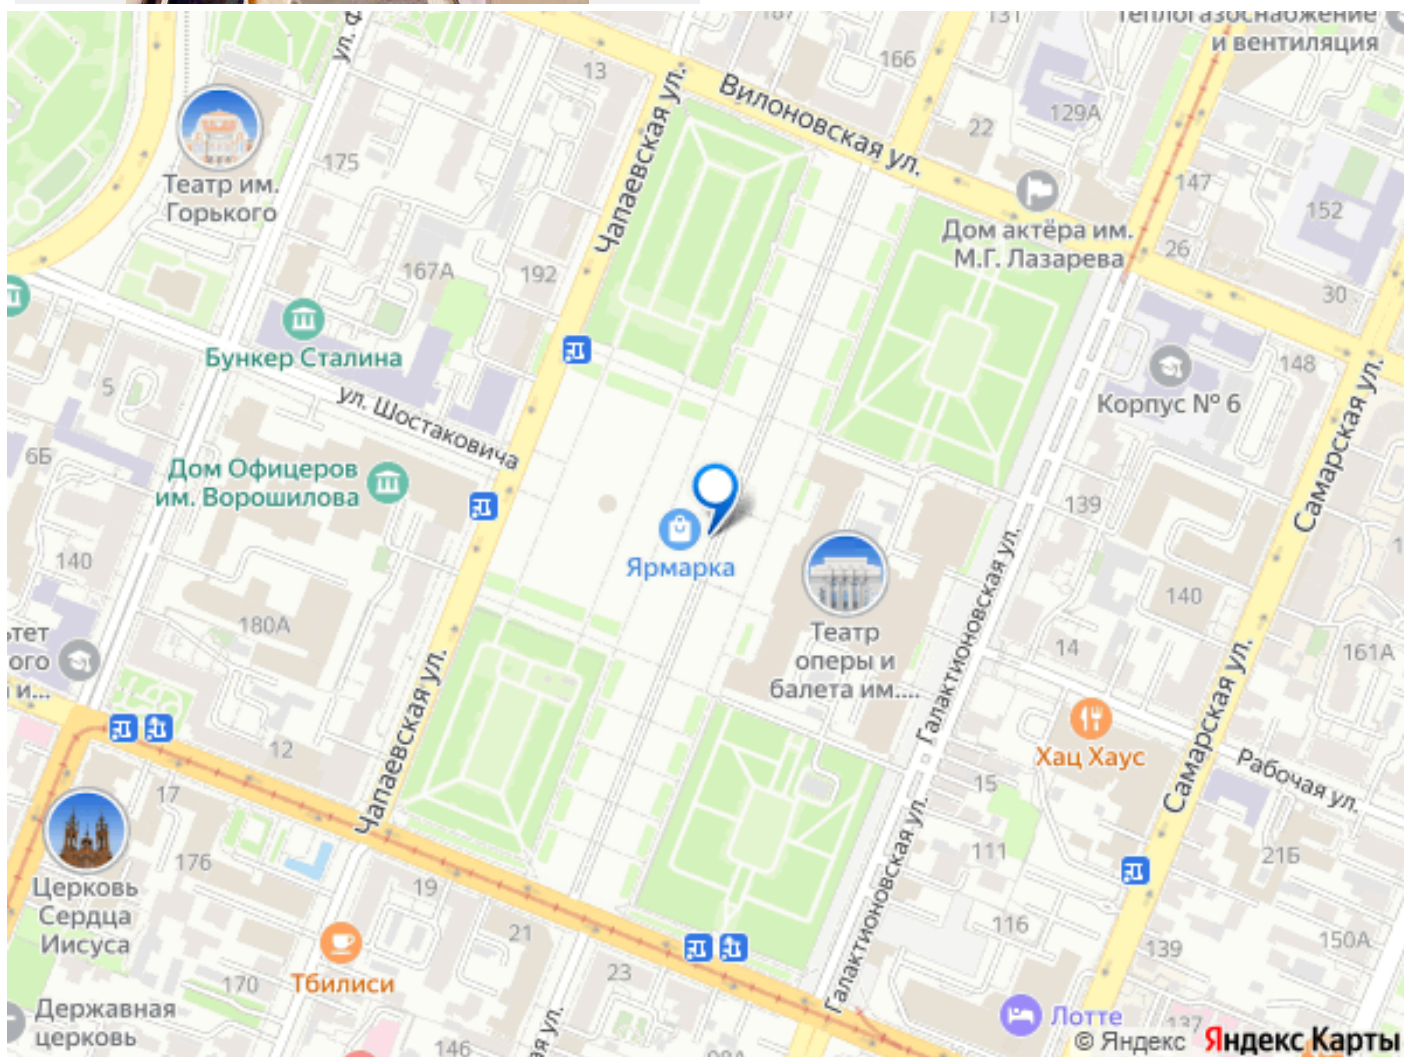 теплогазоснабжение
и вентиляция
187
131
166
13
Вилоновская ул.
Чапаевская ул.
22
129А
175
Театр им.
Горького
147
152
Дом актёра им.
М.Г. Лазарева
26
167А
192
30
Бункер Сталина
148
Корпус № 6
5
ул. Шостаковича
6Б
Дом Офицеров
им. Ворошилова
139
Самарская ул.
Ярмарка
140
140
180А
Театр
оперы и
балета им....
14
161А
Галактионовская ул.
Хац Хаус
Рабочая ул.
12
15
17
Чапаевская ул.
Самарская ул.
111
21Б
176
Церковь
Сердца
Иисуса
19
Галактионовская ул.
116
21
139
150А
Тбилиси
170
23
Державная
церковь
Лотте
137
146
© Яндекс Яндекс Карты